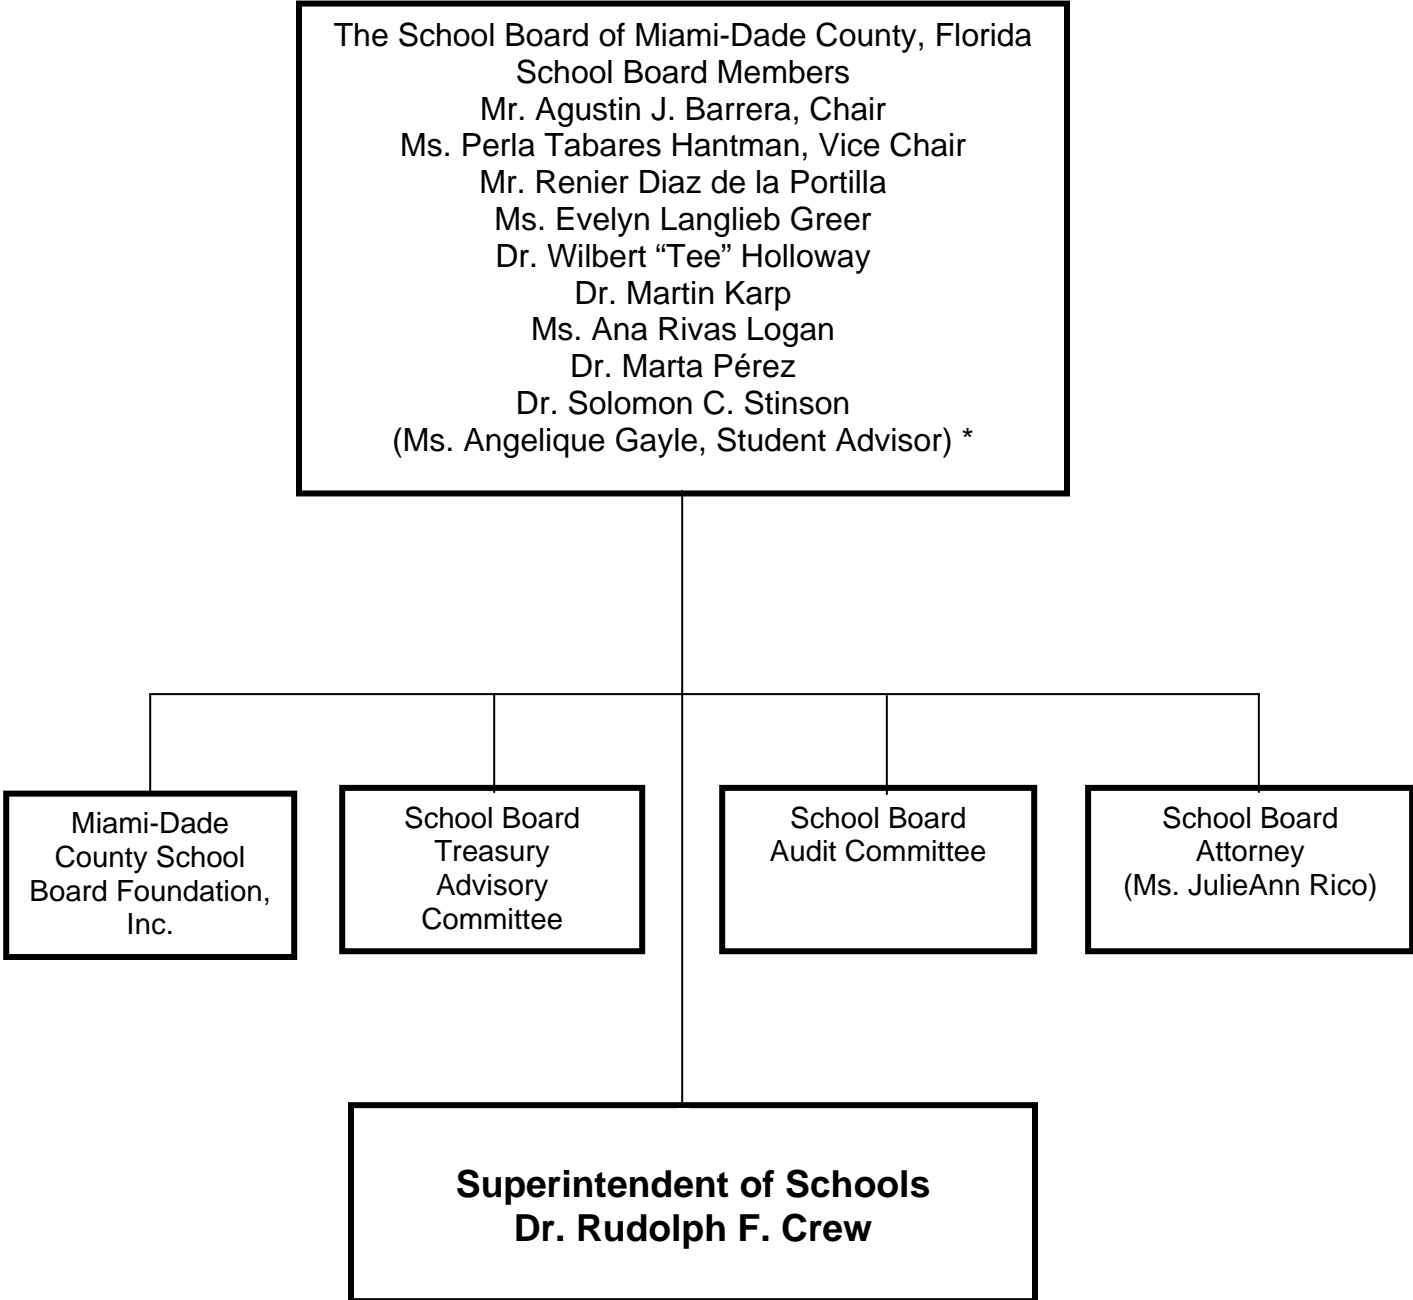 The School Board of Miami-Dade County, Florida
School Board Members
Mr. Agustin J. Barrera, Chair
Ms. Perla Tabares Hantman, Vice Chair
Mr. Renier Diaz de la Portilla
Ms. Evelyn Langlieb Greer
Dr. Wilbert “Tee” Holloway
Dr. Martin Karp
Ms. Ana Rivas Logan
Dr. Marta Pérez
Dr. Solomon C. Stinson
(Ms. Angelique Gayle, Student Advisor) *
Miami-Dade
County School
Board Foundation,
Inc.
School Board
Treasury
Advisory
Committee
School Board
Audit Committee
School Board
Attorney
(Ms. JulieAnn Rico)
Superintendent of Schools
Dr. Rudolph F. Crew